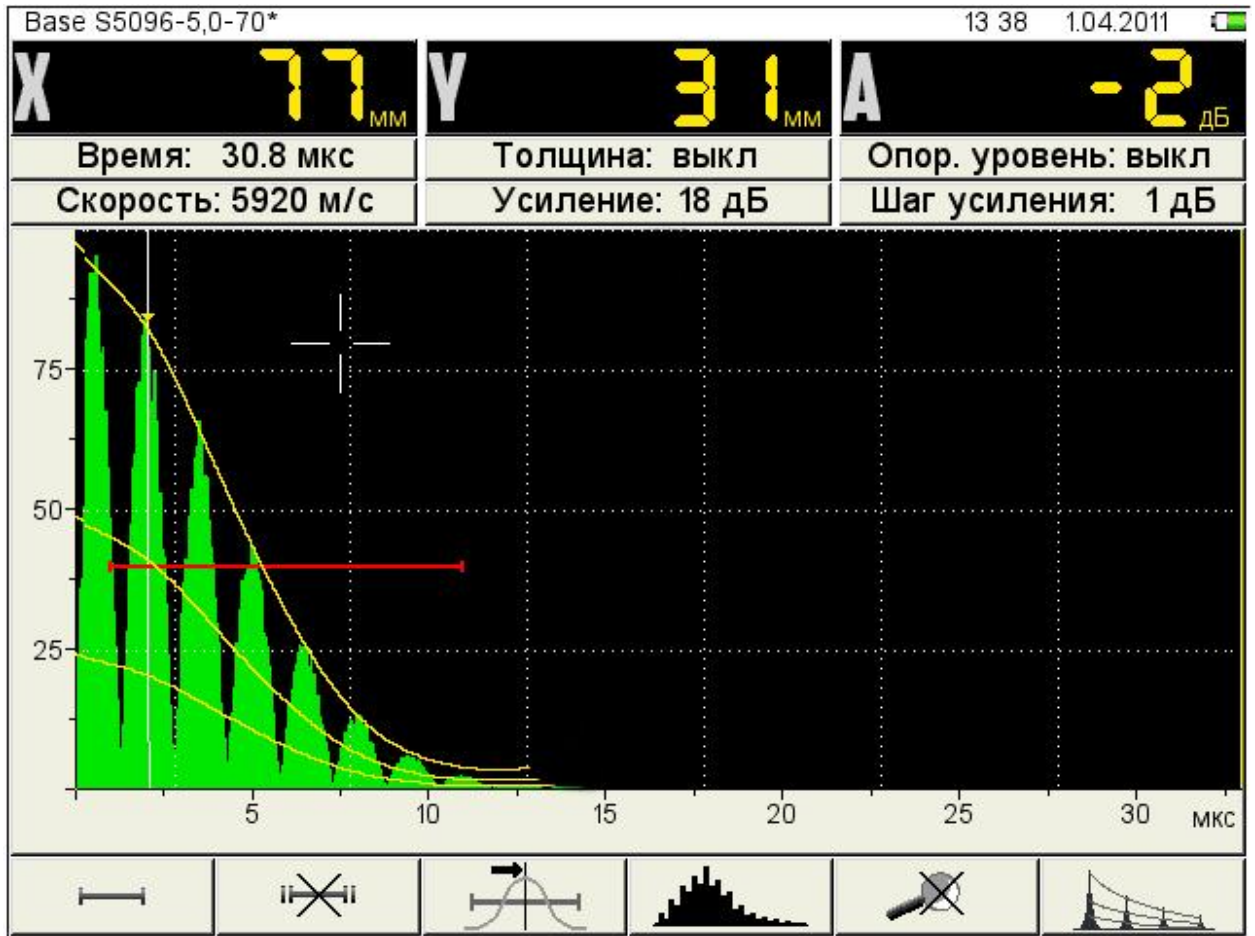 Base S5096-5,0-70* 13 38 1.04.2011
X 77 мм Y 31 мм A -2 дБ
Время: 30.8 мкс Толщина: выкл Опор. уровень: выкл
Скорость: 5920 м/с Усиление: 18 дБ Шаг усиления: 1 дБ
75
50
25
5 10 15 20 25 30 мкс